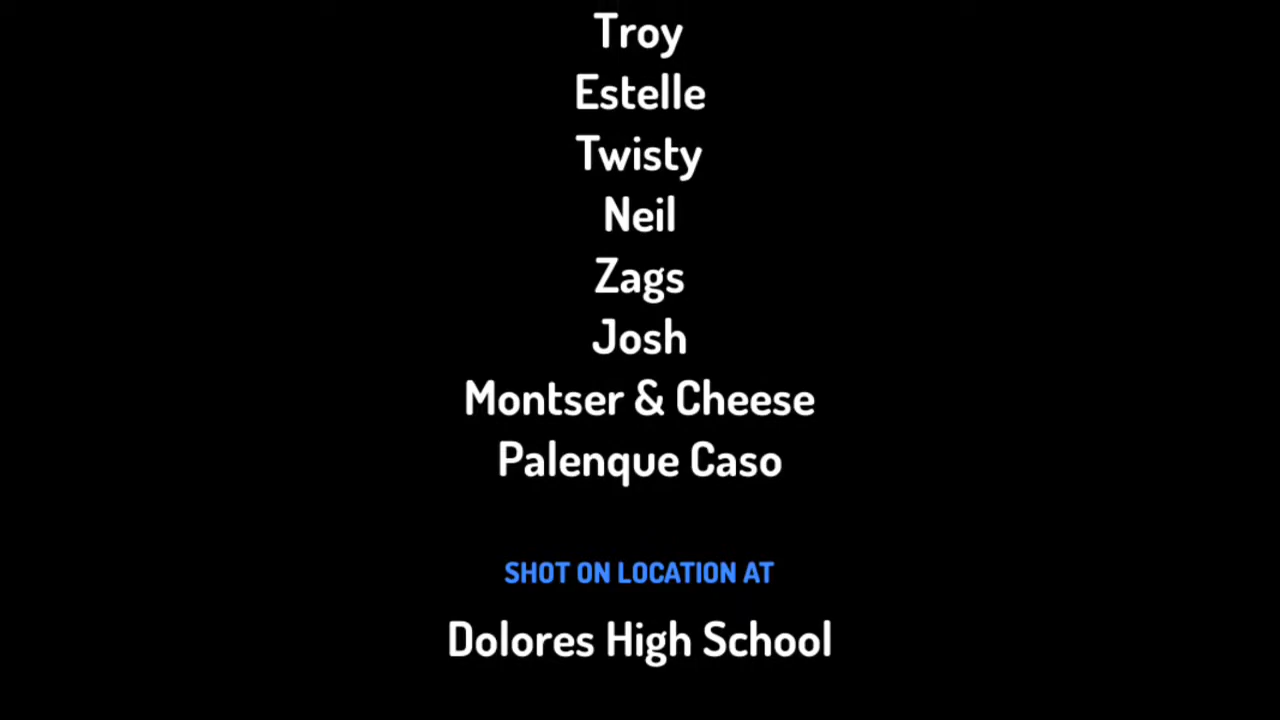 Troy
Estelle
Twisty
Neil
Zags
Josh
Montser & Cheese
Palenque Caso
SHOT ON LOCATION AT
Dolores High School